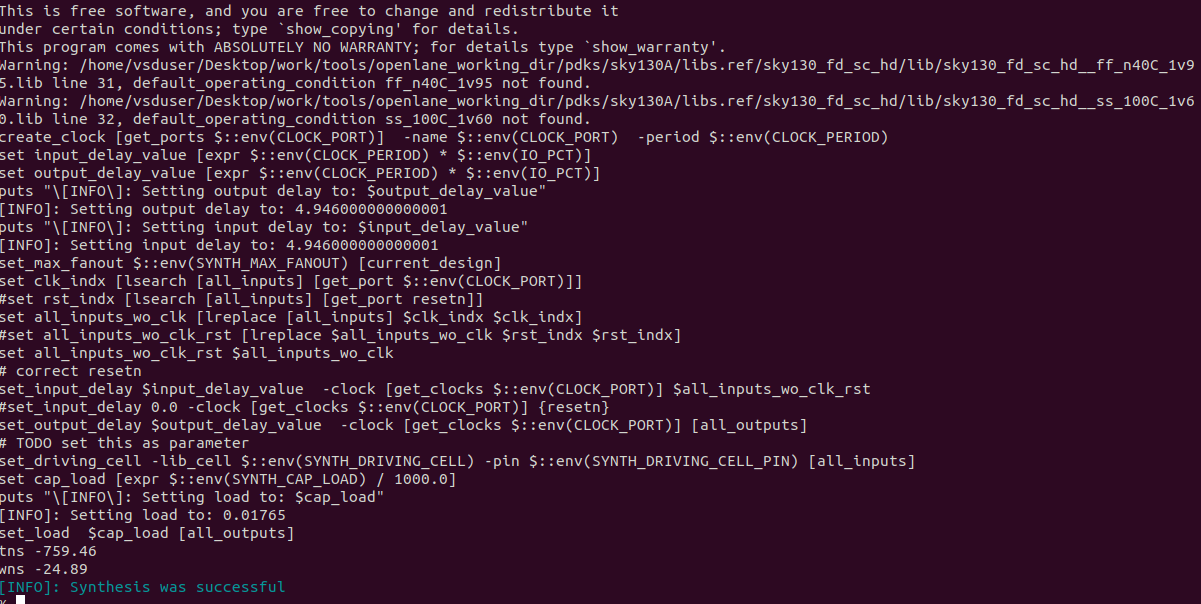 This is free software, and you are free to change and redistribute it
under certain conditions; type `show_copying' for details.
This program comes with ABSOLUTELY NO WARRANTY; for details type `show_warranty'.
Warning: /home/vsduser/Desktop/work/tools/openlane_working_dir/pdks/sky130A/libs.ref/sky130_fd_sc_hd/lib/sky130_fd_sc_hd__ff_n40C_1v9
5.lib line 31, default_operating_condition ff_n40C_1v95 not found.
Warning: /home/vsduser/Desktop/work/tools/openlane_working_dir/pdks/sky130A/libs.ref/sky130_fd_sc_hd/lib/sky130_fd_sc_hd__ss_100C_1v6
0.lib line 32, default_operating_condition ss_100C_1v60 not found.
create_clock [get_ports $::env(CLOCK_PORT)]  -name $::env(CLOCK_PORT)  -period $::env(CLOCK_PERIOD)
set input_delay_value [expr $::env(CLOCK_PERIOD) * $::env(IO_PCT)]
set output_delay_value [expr $::env(CLOCK_PERIOD) * $::env(IO_PCT)]
puts "\[INFO\]: Setting output delay to: $output_delay_value"
[INFO]: Setting output delay to: 4.946000000000001
puts "\[INFO\]: Setting input delay to: $input_delay_value"
[INFO]: Setting input delay to: 4.946000000000001
set_max_fanout $::env(SYNTH_MAX_FANOUT) [current_design]
set clk_indx [lsearch [all_inputs] [get_port $::env(CLOCK_PORT)]]
#set rst_indx [lsearch [all_inputs] [get_port resetn]]
set all_inputs_wo_clk [lreplace [all_inputs] $clk_indx $clk_indx]
#set all_inputs_wo_clk_rst [lreplace $all_inputs_wo_clk $rst_indx $rst_indx]
set all_inputs_wo_clk_rst $all_inputs_wo_clk
# correct resetn
set_input_delay $input_delay_value  -clock [get_clocks $::env(CLOCK_PORT)] $all_inputs_wo_clk_rst
#set_input_delay 0.0 -clock [get_clocks $::env(CLOCK_PORT)] {resetn}
set_output_delay $output_delay_value  -clock [get_clocks $::env(CLOCK_PORT)] [all_outputs]
# TODO set this as parameter
set_driving_cell -lib_cell $::env(SYNTH_DRIVING_CELL) -pin $::env(SYNTH_DRIVING_CELL_PIN) [all_inputs]
set cap_load [expr $::env(SYNTH_CAP_LOAD) / 1000.0]
puts "\[INFO\]: Setting load to: $cap_load"
[INFO]: Setting load to: 0.01765
set_load  $cap_load [all_outputs]
tns -759.46
wns -24.89
[INFO]: Synthesis was successful